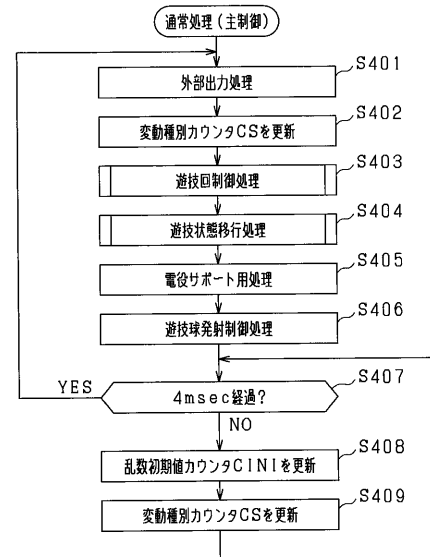 通常処理(主制御)
S401
外部出力処理
S402
変動種別カウンタCSを更新
S403
遊技回制御処理
S404
遊技状態移行処理
S405
電役サポート用処理
S406
遊技球発射制御処理
S407
YES
4msec経過?
NO
S408
乱数初期値カウンタCINIを更新
S409
変動種別カウンタCSを更新